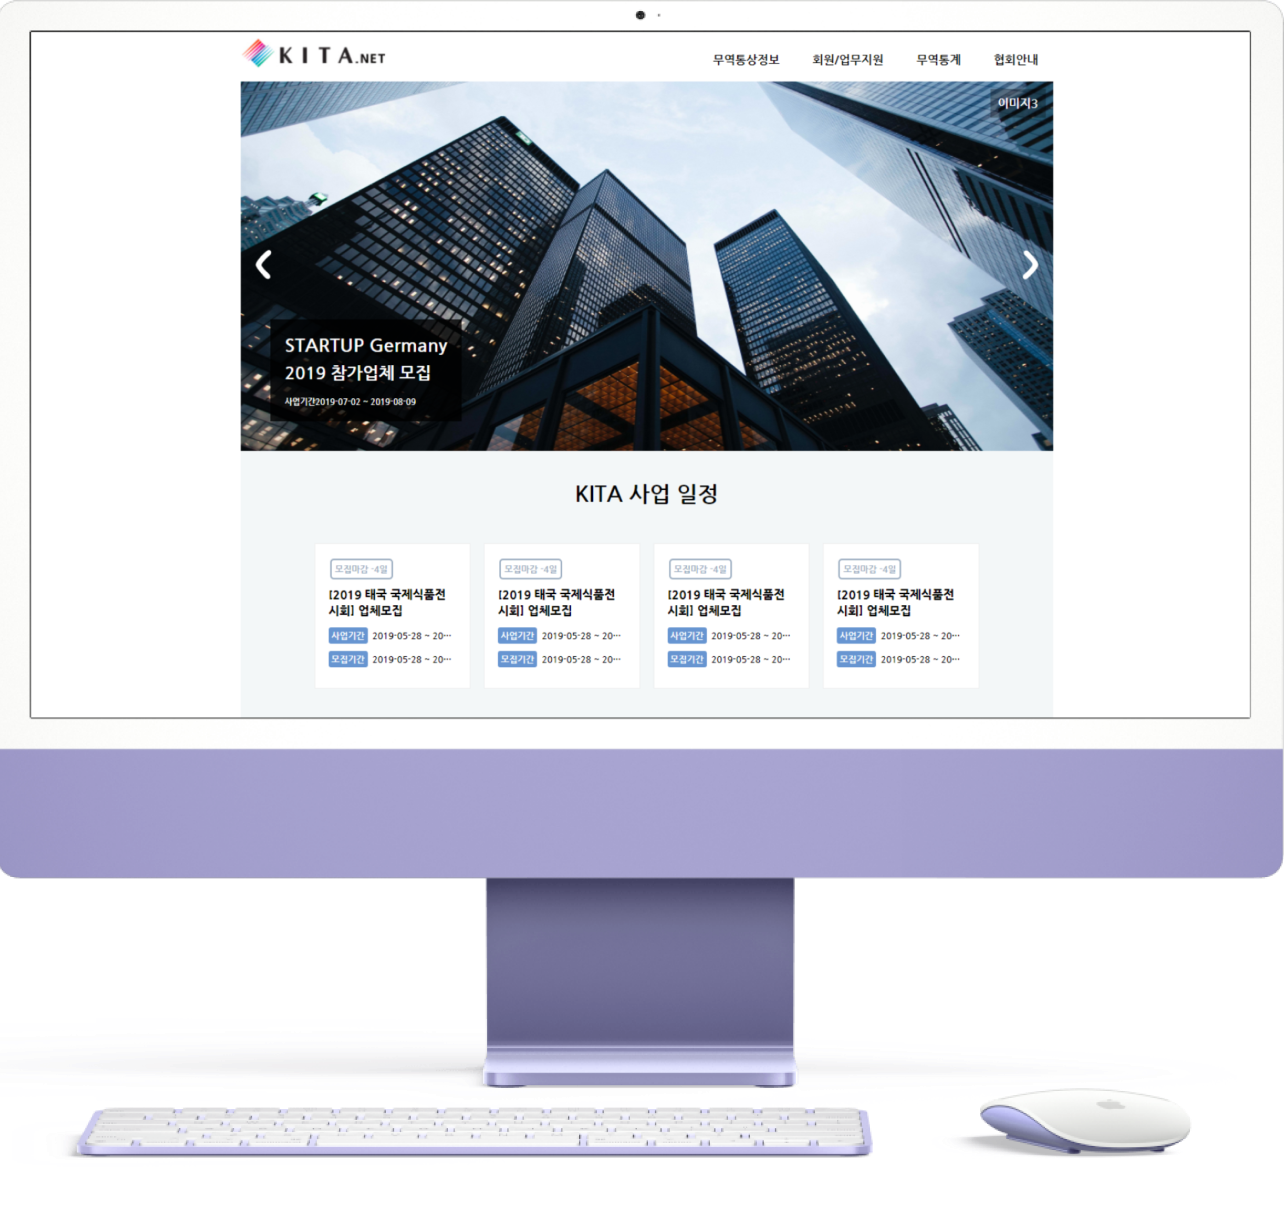 KITA.NET
무역통상정보 회원/업무지원 무역통계 협회안내
이미지3
STARTUP Germany
2019 참가업체 모집
사업기간2019-07-02 ~ 2019-08-09
KITA 사업 일정
모집마감 -4일
[2019 태국 국제식품전
시회] 업체모집
사업기간 2019-05-28 ~ 20···
모집기간 2019-05-28 ~ 20···
모집마감 -4일
[2019 태국 국제식품전
시회] 업체모집
사업기간 2019-05-28 ~ 20···
모집기간 2019-05-28 ~ 20···
모집마감 -4일
[2019 태국 국제식품전
시회] 업체모집
사업기간 2019-05-28 ~ 20···
모집기간 2019-05-28 ~ 20···
모집마감 -4일
[2019 태국 국제식품전
시회] 업체모집
사업기간 2019-05-28 ~ 20···
모집기간 2019-05-28 ~ 20···